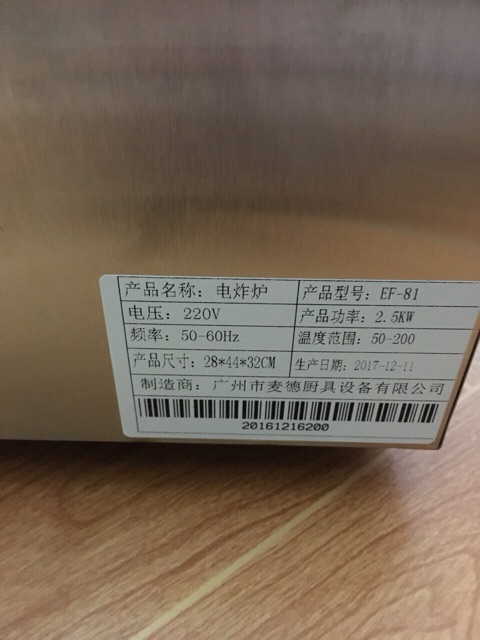 产品名称：电炸炉 产品型号：EF-81
电压：220V 产品功率：2.5KW
频率：50-60Hz 温度范围：50-200
产品尺寸：28*44*32CM 生产日期：2017-12-11
制造商：广州市麦德厨具设备有限公司
20161216200